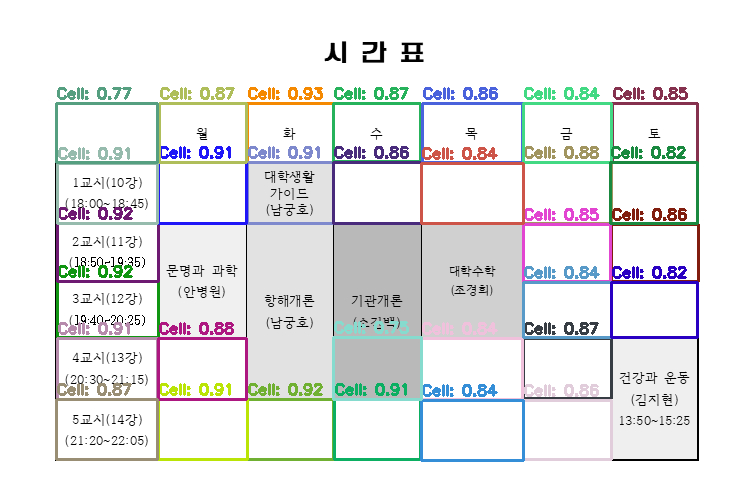 시 간 표
Cell: 0.77 Cell: 0.87 Cell: 0.93 Cell: 0.87 Cell: 0.86 Cell: 0.84 Cell: 0.85
월 화 수 목 금 토
Cell: 0.91 Cell: 0.91 Cell: 0.91 Cell: 0.86 Cell: 0.84 Cell: 0.88 Cell: 0.82
1교시(10강)
(18:00~18:45)
대학생활
가이드
(남궁호)
Cell: 0.92 Cell: 0.85 Cell: 0.86
2교시(11강)
(18:50~19:35)
문명과 과학
(안병원)
대학수학
(조경희)
Cell: 0.92 Cell: 0.84 Cell: 0.82
3교시(12강)
(19:40~20:25)
항해개론
(남궁호)
기관개론
Cell: 0.91 Cell: 0.88 Cell: 0.75 Cell: 0.87
4교시(13강)
(20:30~21:15)
건강과 운동
(김지현)
13:50~15:25
Cell: 0.87 Cell: 0.91 Cell: 0.92 Cell: 0.91 Cell: 0.84 Cell: 0.86
5교시(14강)
(21:20~22:05)